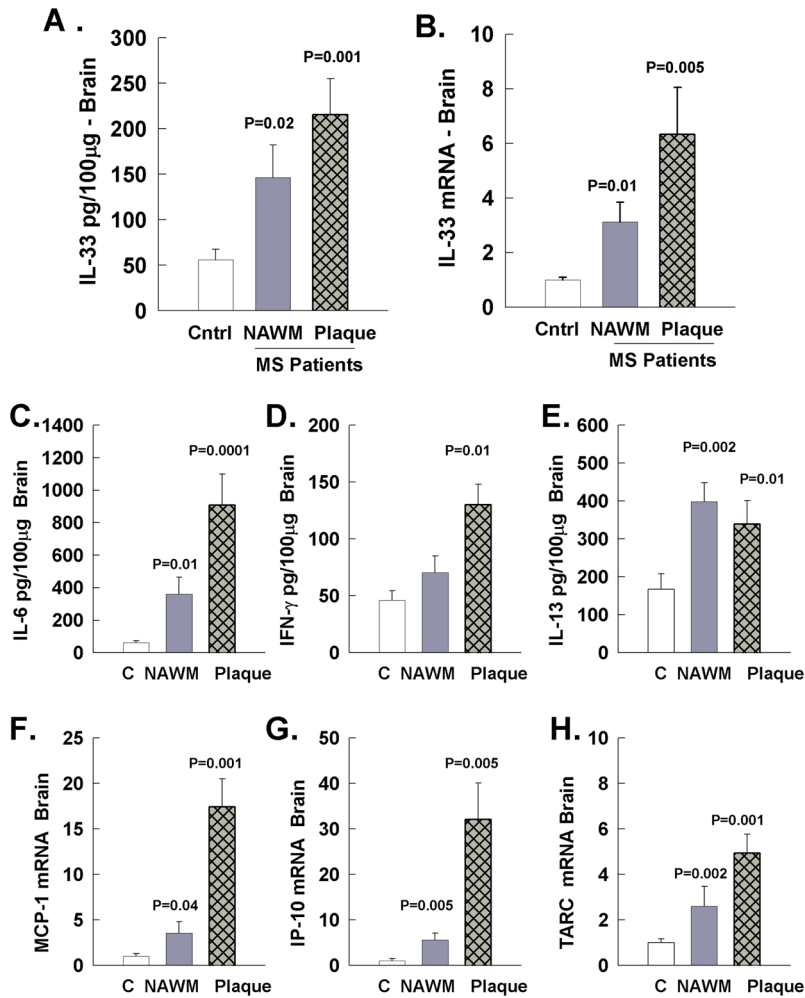 A .
IL-33 pg/100μg - Brain
300
250
200
150
100
50
0
P=0.02
P=0.001
Cntrl NAWM Plaque
MS Patients
B.
IL-33 mRNA - Brain
10
8
6
4
2
0
P=0.01
P=0.005
Cntrl NAWM Plaque
MS Patients
C.
IL-6 pg/100μg Brain
1400
1200
1000
800
600
400
200
0
P=0.01
P=0.0001
C NAWM Plaque
D.
IFN-γ pg/100μg Brain
200
150
100
50
0
P=0.01
C NAWM Plaque
E.
IL-13 pg/100μg Brain
600
500
400
300
200
100
0
P=0.002
P=0.01
C NAWM Plaque
F.
MCP-1 mRNA Brain
25
20
15
10
5
0
P=0.04
P=0.001
C NAWM Plaque
G.
IP-10 mRNA Brain
50
40
30
20
10
0
P=0.005
P=0.005
C NAWM Plaque
H.
TARC mRNA Brain
10
8
6
4
2
0
P=0.002
P=0.001
C NAWM Plaque